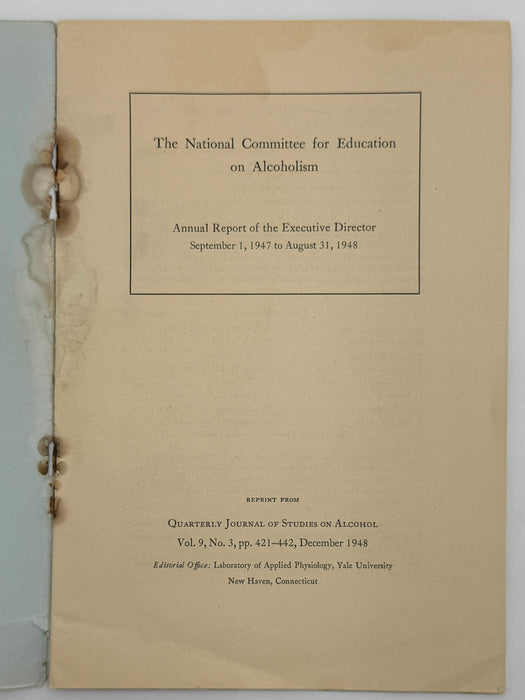 The National Committee for Education
on Alcoholism
Annual Report of the Executive Director
September 1, 1947 to August 31, 1948
REPRINT FROM
QUARTERLY JOURNAL OF STUDIES ON ALCOHOL
Vol. 9, No. 3, pp. 421–442, December 1948
Editorial Office: Laboratory of Applied Physiology, Yale University
New Haven, Connecticut